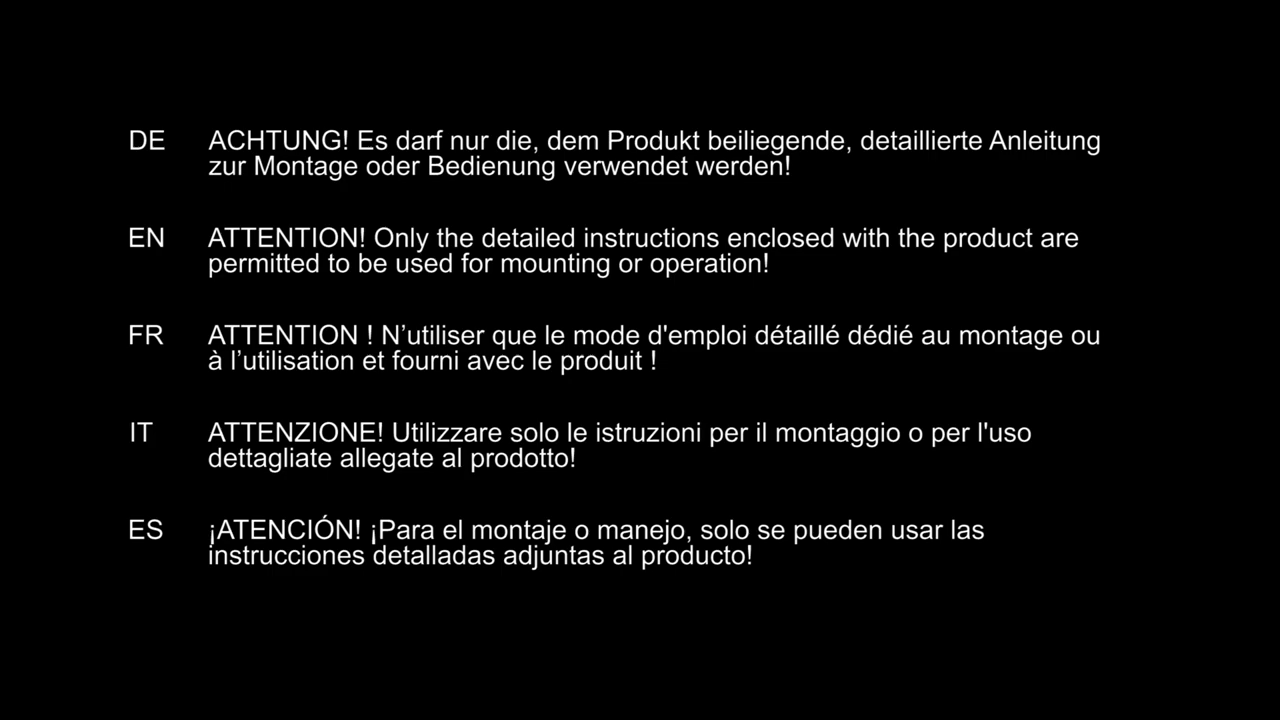 DE ACHTUNG! Es darf nur die, dem Produkt beiliegende, detaillierte Anleitung
zur Montage oder Bedienung verwendet werden!
EN ATTENTION! Only the detailed instructions enclosed with the product are
permitted to be used for mounting or operation!
FR ATTENTION ! N’utiliser que le mode d'emploi détaillé dédié au montage ou
à l’utilisation et fourni avec le produit !
IT ATTENZIONE! Utilizzare solo le istruzioni per il montaggio o per l'uso
dettagliate allegate al prodotto!
ES ¡ATENCIÓN! ¡Para el montaje o manejo, solo se pueden usar las
instrucciones detalladas adjuntas al producto!